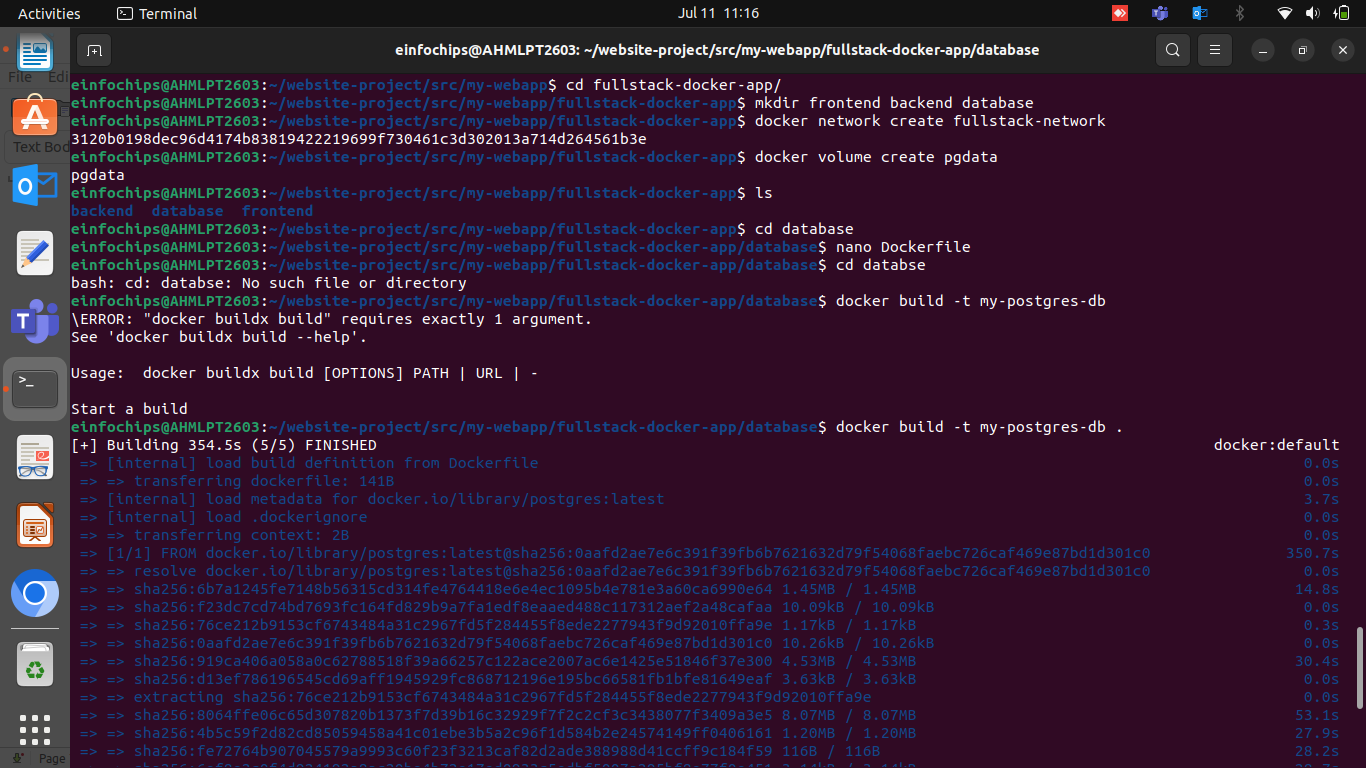 Activities
Terminal
Jul 11 11:16
einfochips@AHMLPT2603: ~/website-project/src/my-webapp/fullstack-docker-app/database
File Edi
Text Bod
Page
einfochips@AHMLPT2603:~/website-project/src/my-webapp$ cd fullstack-docker-app/
einfochips@AHMLPT2603:~/website-project/src/my-webapp/fullstack-docker-app$ mkdir frontend backend database
einfochips@AHMLPT2603:~/website-project/src/my-webapp/fullstack-docker-app$ docker network create fullstack-network
3120b0198dec96d4174b83819422219699f730461c3d302013a714d264561b3e
einfochips@AHMLPT2603:~/website-project/src/my-webapp/fullstack-docker-app$ docker volume create pgdata
pgdata
einfochips@AHMLPT2603:~/website-project/src/my-webapp/fullstack-docker-app$ ls
backend  database  frontend
einfochips@AHMLPT2603:~/website-project/src/my-webapp/fullstack-docker-app$ cd database
einfochips@AHMLPT2603:~/website-project/src/my-webapp/fullstack-docker-app/database$ nano Dockerfile
einfochips@AHMLPT2603:~/website-project/src/my-webapp/fullstack-docker-app/database$ cd databse
bash: cd: databse: No such file or directory
einfochips@AHMLPT2603:~/website-project/src/my-webapp/fullstack-docker-app/database$ docker build -t my-postgres-db
\ERROR: "docker buildx build" requires exactly 1 argument.
See 'docker buildx build --help'.
Usage:  docker buildx build [OPTIONS] PATH | URL | -
Start a build
einfochips@AHMLPT2603:~/website-project/src/my-webapp/fullstack-docker-app/database$ docker build -t my-postgres-db .
[+] Building 354.5s (5/5) FINISHED docker:default
=> [internal] load build definition from Dockerfile 0.0s
=> => transferring dockerfile: 141B 0.0s
=> [internal] load metadata for docker.io/library/postgres:latest 3.7s
=> [internal] load .dockerignore 0.0s
=> => transferring context: 2B 0.0s
=> [1/1] FROM docker.io/library/postgres:latest@sha256:0aafd2ae7e6c391f39fb6b7621632d79f54068faebc726caf469e87bd1d301c0 350.7s
=> => resolve docker.io/library/postgres:latest@sha256:0aafd2ae7e6c391f39fb6b7621632d79f54068faebc726caf469e87bd1d301c0 0.0s
=> => sha256:6b7a1245fe7148b56315cd314fe4764418e6e4ec1095b4e781e3a60ca6990e64 1.45MB / 1.45MB 14.8s
=> => sha256:f23dc7cd74bd7693fc164fd829b9a7fa1edf8eaaed488c117312aef2a48cafaa 10.09kB / 10.09kB 0.0s
=> => sha256:76ce212b9153cf6743484a31c2967fd5f284455f8ede2277943f9d92010ffa9e 1.17kB / 1.17kB 0.3s
=> => sha256:0aafd2ae7e6c391f39fb6b7621632d79f54068faebc726caf469e87bd1d301c0 10.26kB / 10.26kB 0.0s
=> => sha256:919ca406a058a0c62788518f39a66257c122ace2007ac6e1425e51846f37e300 4.53MB / 4.53MB 30.4s
=> => sha256:d13ef786196545cd69aff1945929fc868712196e195bc66581fb1bfe81649eaf 3.63kB / 3.63kB 0.0s
=> => extracting sha256:76ce212b9153cf6743484a31c2967fd5f284455f8ede2277943f9d92010ffa9e 0.0s
=> => sha256:8064ffe06c65d307820b1373f7d39b16c32929f7f2c2cf3c3438077f3409a3e5 8.07MB / 8.07MB 53.1s
=> => sha256:4b5c59f2d82cd85059458a41c01ebe3b5a2c96f1d584b2e24574149ff0406161 1.20MB / 1.20MB 27.9s
=> => sha256:fe72764b907045579a9993c60f23f3213caf82d2ade388988d41ccff9c184f59 116B / 116B 28.2s